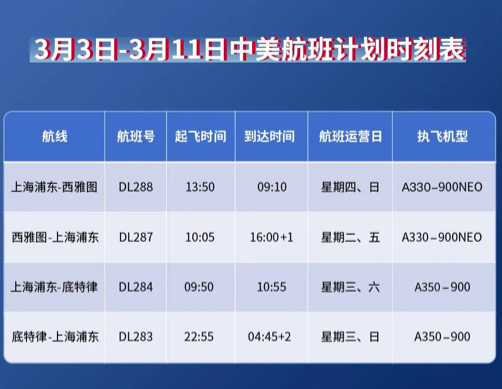 3月3日-3月11日中美航班计划时刻表
航线 航班号 起飞时间 到达时间 航班运营日 执飞机型
上海浦东-西雅图 DL288 13:50 09:10 星期四、日 A330-900NEO
西雅图-上海浦东 DL287 10:05 16:00+1 星期二、五 A330-900NEO
上海浦东-底特律 DL284 09:50 10:55 星期三、六 A350-900
底特律-上海浦东 DL283 22:55 04:45+2 星期三、日 A350-900